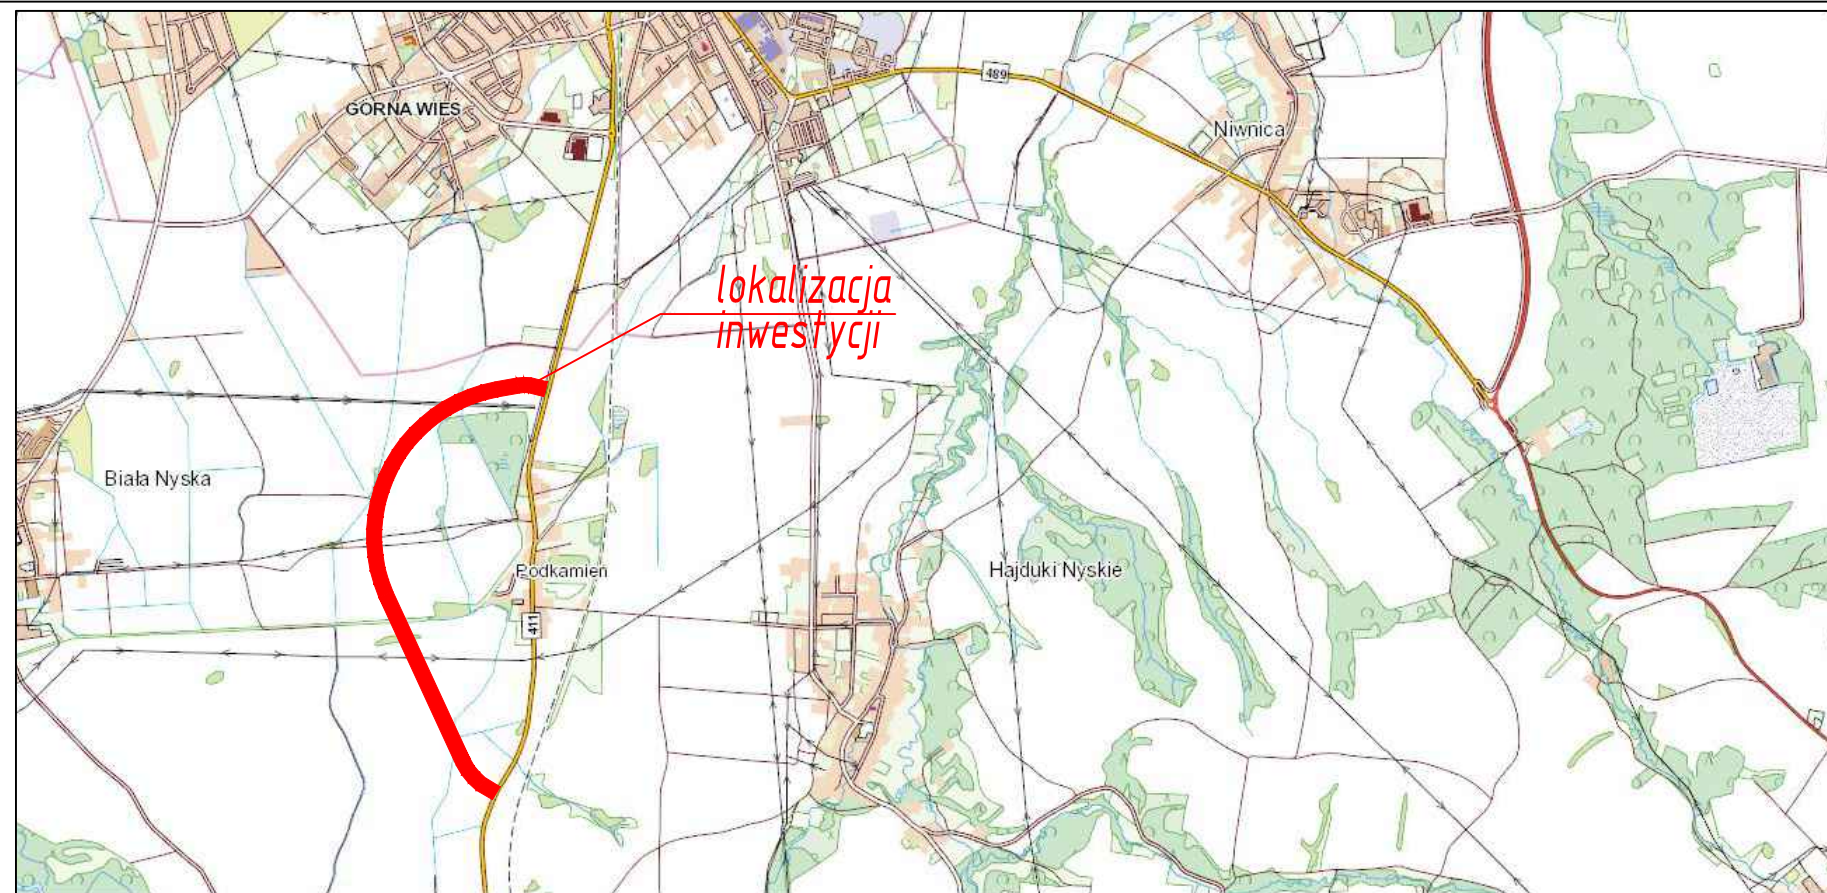 489
GÓRNA WIEŚ
Niwnica
lokalizacja
inwestycji
Biała Nyska
Podkamień
Hajduki Nyskie
411